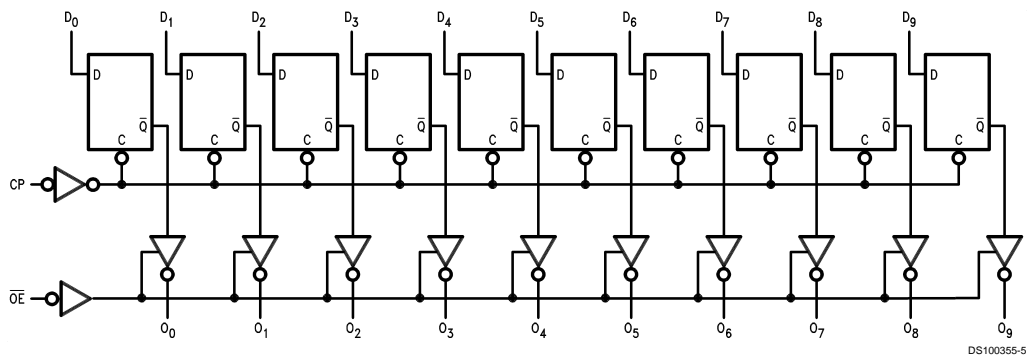 D0 D1 D2 D3 D4 D5 D6 D7 D8 D9
D D D D D D D D D D
Q̅ Q̅ Q̅ Q̅ Q̅ Q̅ Q̅ Q̅ Q̅ Q̅
C C C C C C C C C C
CP
O̅E̅
O0 O1 O2 O3 O4 O5 O6 O7 O8 O9
DS100355-5